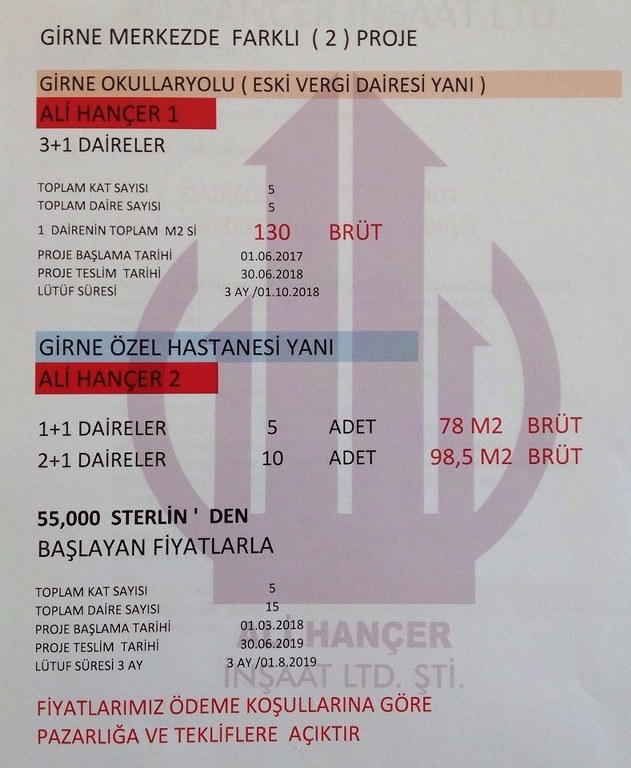 GİRNE MERKEZDE FARKLI ( 2 ) PROJE
GİRNE OKULLARYOLU ( ESKİ VERGİ DAİRESİ YANI )
ALİ HANÇER 1
3+1 DAİRELER
TOPLAM KAT SAYISI 5
TOPLAM DAİRE SAYISI 5
1 DAİRENİN TOPLAM M2 Sİ 130 BRÜT
PROJE BAŞLAMA TARİHİ 01.06.2017
PROJE TESLİM TARİHİ 30.06.2018
LÜTÜF SÜRESİ 3 AY /01.10.2018
GİRNE ÖZEL HASTANESİ YANI
ALİ HANÇER 2
1+1 DAİRELER 5 ADET 78 M2 BRÜT
2+1 DAİRELER 10 ADET 98,5 M2 BRÜT
55,000 STERLİN ' DEN
BAŞLAYAN FİYATLARLA
TOPLAM KAT SAYISI 5
TOPLAM DAİRE SAYISI 15
PROJE BAŞLAMA TARİHİ 01.03.2018
PROJE TESLİM TARİHİ 30.06.2019
LÜTUF SÜRESİ 3 AY 3 AY /01.8.2019
ALİ HANÇER
İNŞAAT LTD. ŞTİ.
FİYATLARIMIZ ÖDEME KOŞULLARINA GÖRE
PAZARLIĞA VE TEKLİFLERE AÇIKTIR